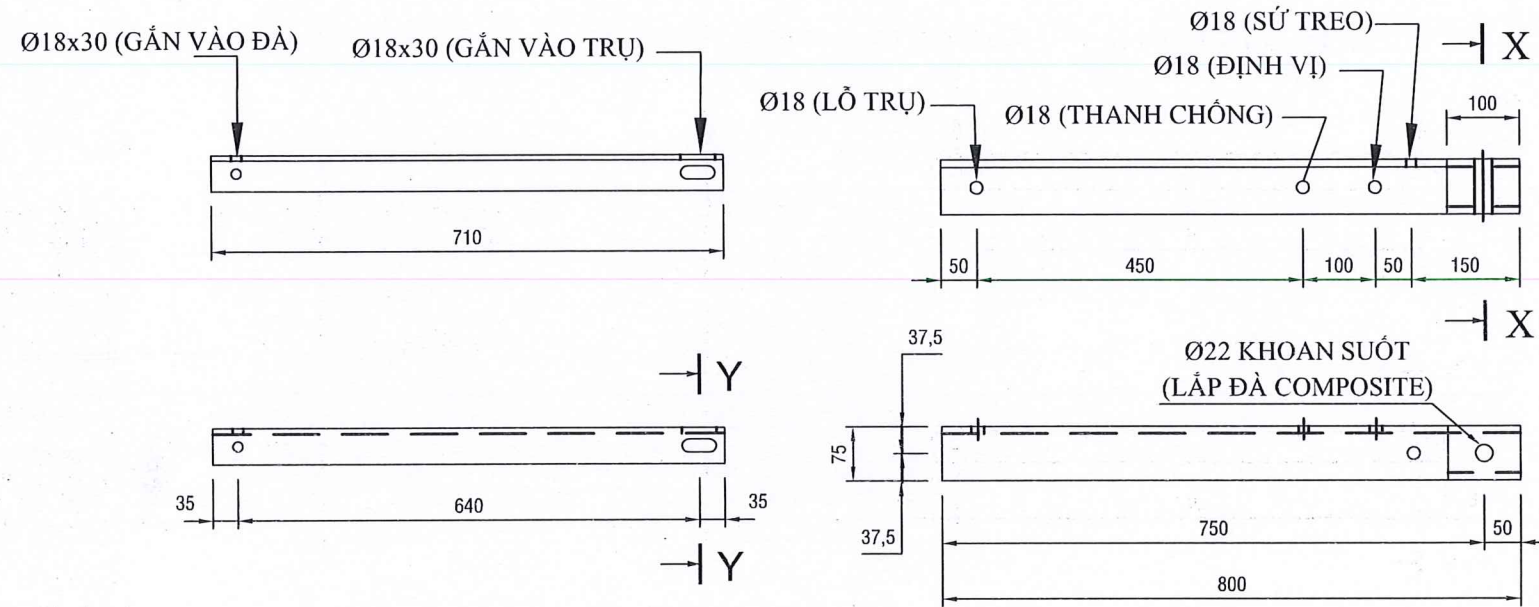 Ø18x30 (GẮN VÀO ĐÀ)
Ø18x30 (GẮN VÀO TRỤ)
710
Y
35
640
35
Y
Ø18 (SỨ TREO)
X
Ø18 (ĐỊNH VỊ)
Ø18 (LỖ TRỤ)
Ø18 (THANH CHỐNG)
100
50
450
100
50
150
X
37,5
Ø22 KHOAN SUỐT
(LẮP ĐÀ COMPOSITE)
75
37,5
750
50
800